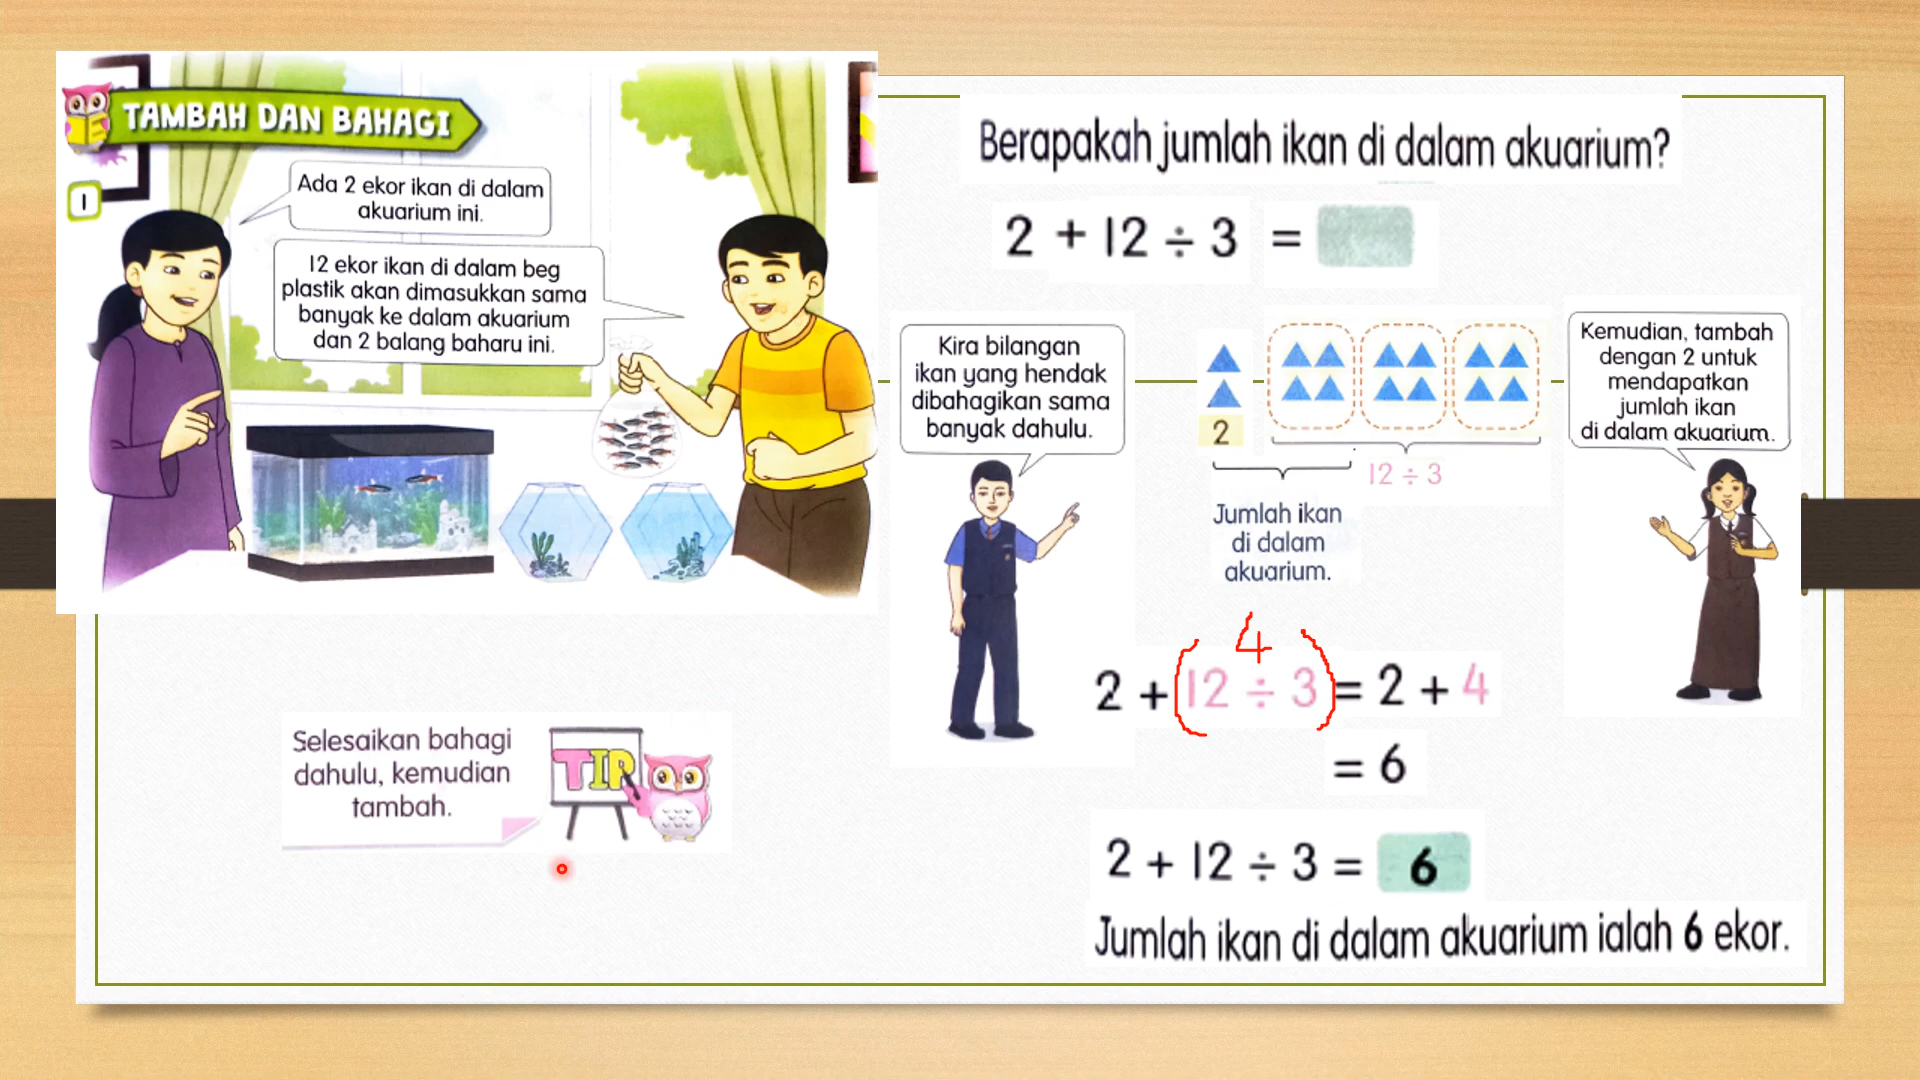 TAMBAH DAN BAHAGI
1
Ada 2 ekor ikan di dalam
akuarium ini.
12 ekor ikan di dalam beg
plastik akan dimasukkan sama
banyak ke dalam akuarium
dan 2 balang baharu ini.
Berapakah jumlah ikan di dalam akuarium?
2 + 12 ÷ 3 =
Kira bilangan
ikan yang hendak
dibahagikan sama
banyak dahulu.
2
12 ÷ 3
Jumlah ikan
di dalam
akuarium.
Kemudian, tambah
dengan 2 untuk
mendapatkan
jumlah ikan
di dalam akuarium.
4
2 + (12 ÷ 3) = 2 + 4
= 6
2 + 12 ÷ 3 = 6
Jumlah ikan di dalam akuarium ialah 6 ekor.
Selesaikan bahagi
dahulu, kemudian
tambah.
TIP